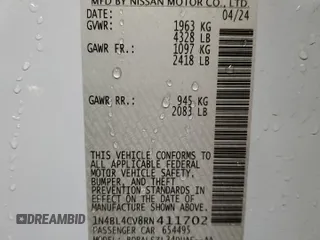 MFD BY NISSAN MOTOR CO., LTD.
DATE: 04/24
GVWR: 1963 KG
4328 LB
GAWR FR.: 1097 KG
2418 LB
GAWR RR.: 945 KG
2083 LB
THIS VEHICLE CONFORMS TO ALL
APPLICABLE FEDERAL MOTOR VEHICLE
SAFETY, BUMPER, AND THEFT
PREVENTION STANDARDS IN EFFECT
ON THE DATE OF MANUFACTURE
SHOWN ABOVE.
1N4BL4CV8RN411702
PASSENGER CAR 654495
MODEL
DREAMBID